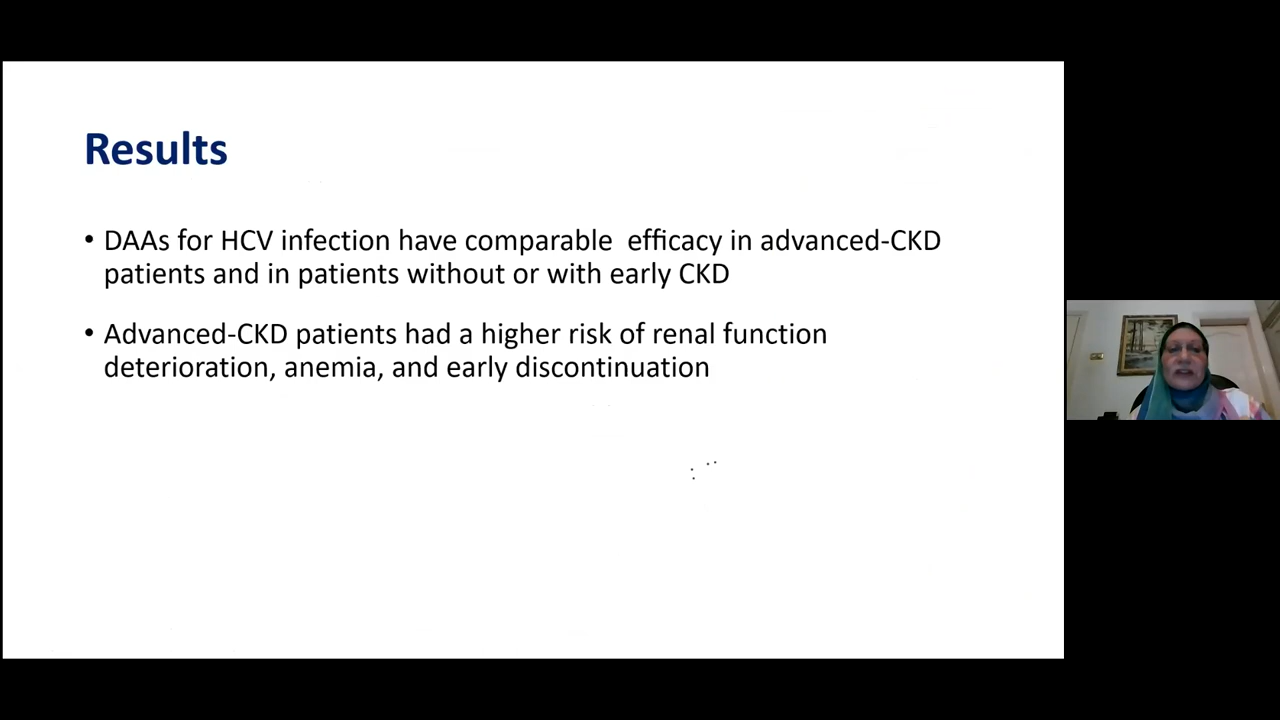 Results
• DAAs for HCV infection have comparable  efficacy in advanced-CKD
patients and in patients without or with early CKD
• Advanced-CKD patients had a higher risk of renal function
deterioration, anemia, and early discontinuation